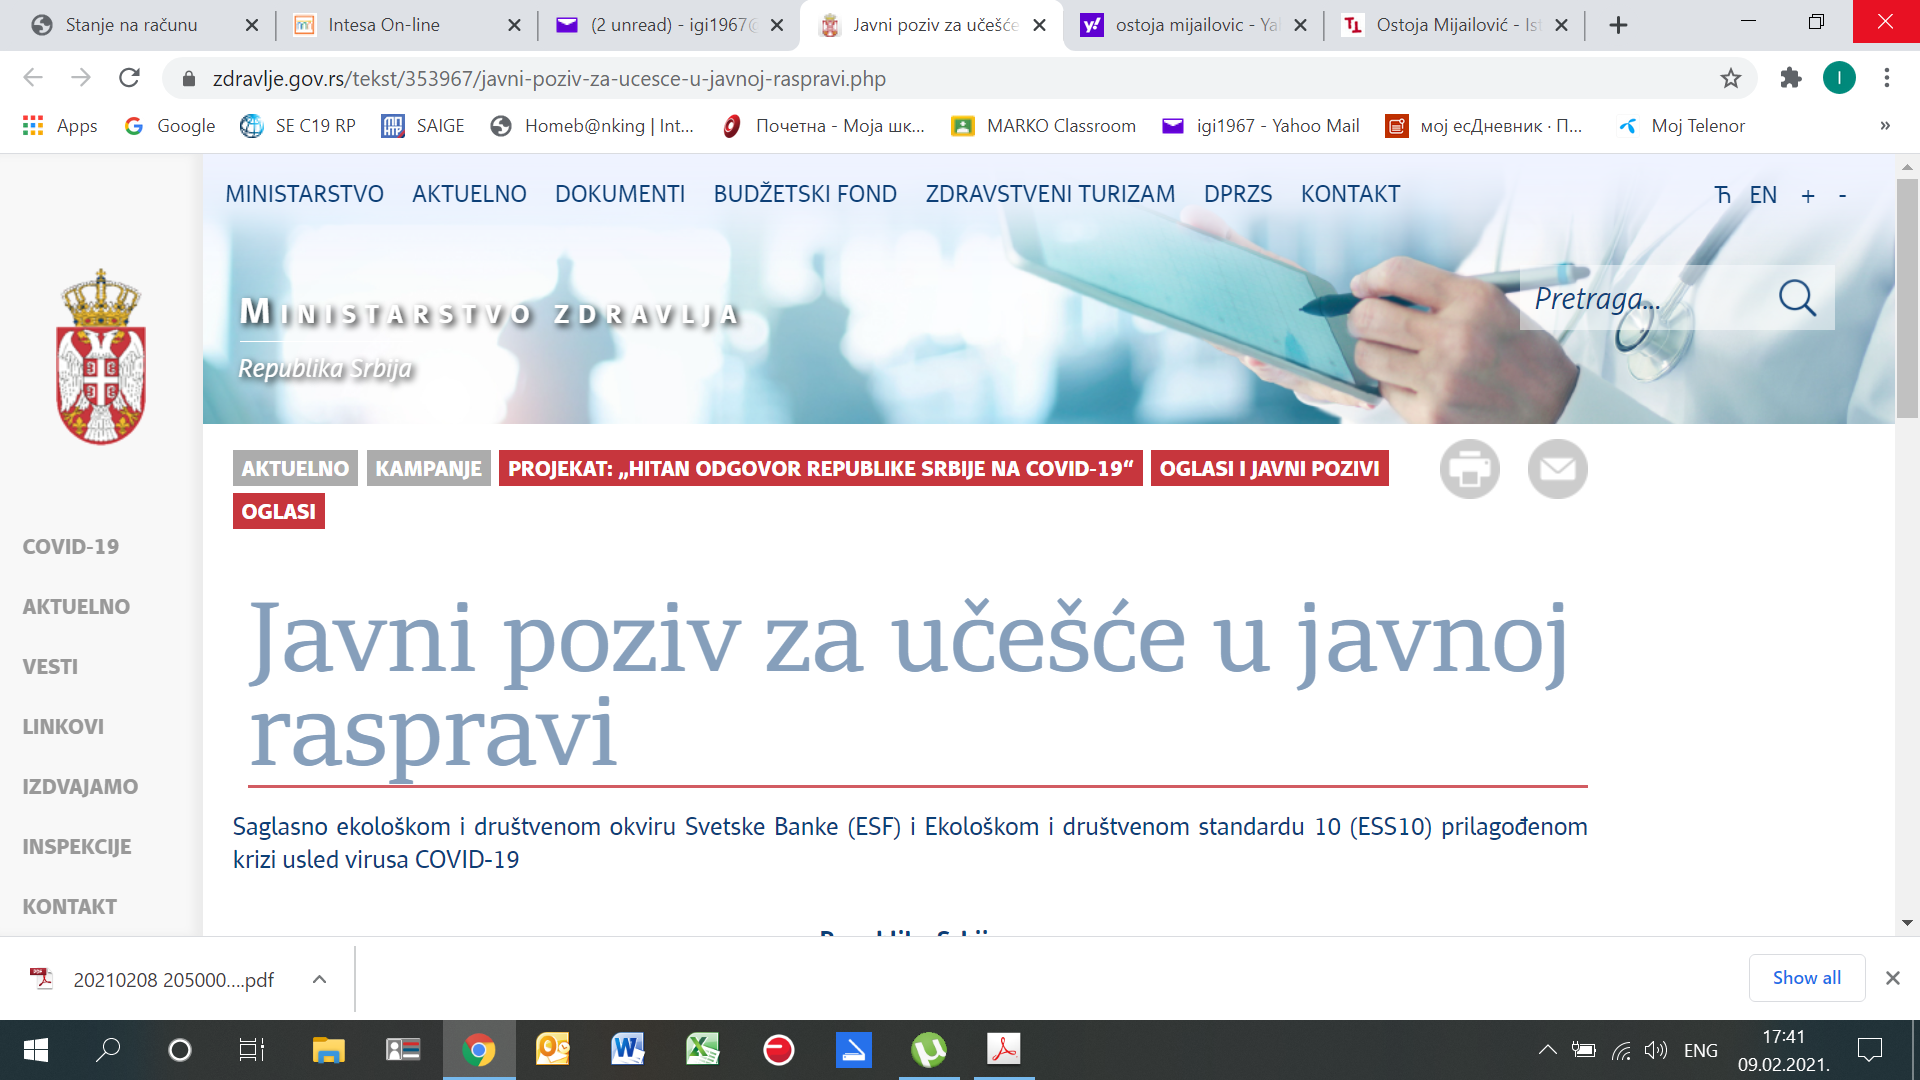 Stanje na računu
Intesa On-line
(2 unread) - igi1967@
Javni poziv za učešće
ostoja mijailovic - Ya
Ostoja Mijailović - Ist
zdravlje.gov.rs/tekst/353967/javni-poziv-za-ucesce-u-javnoj-raspravi.php
I
Apps
Google
SE C19 RP
SAIGE
Homeb@nking | Int...
Почетна - Моја шк...
MARKO Classroom
igi1967 - Yahoo Mail
мој есДневник · П...
Moj Telenor
»
MINISTARSTVO AKTUELNO DOKUMENTI BUDŽETSKI FOND ZDRAVSTVENI TURIZAM DPRZS KONTAKT
Ћ EN + -
MINISTARSTVO ZDRAVLJA
Republika Srbija
Pretraga...
AKTUELNO KAMPANJE PROJEKAT: „HITAN ODGOVOR REPUBLIKE SRBIJE NA COVID-19“ OGLASI I JAVNI POZIVI
OGLASI
COVID-19
AKTUELNO
VESTI
LINKOVI
IZDVAJAMO
INSPEKCIJE
KONTAKT
Javni poziv za učešće u javnoj
raspravi
Saglasno ekološkom i društvenom okviru Svetske Banke (ESF) i Ekološkom i društvenom standardu 10 (ESS10) prilagođenom
krizi usled virusa COVID-19
20210208 205000....pdf
Show all
ENG
17:41
09.02.2021.